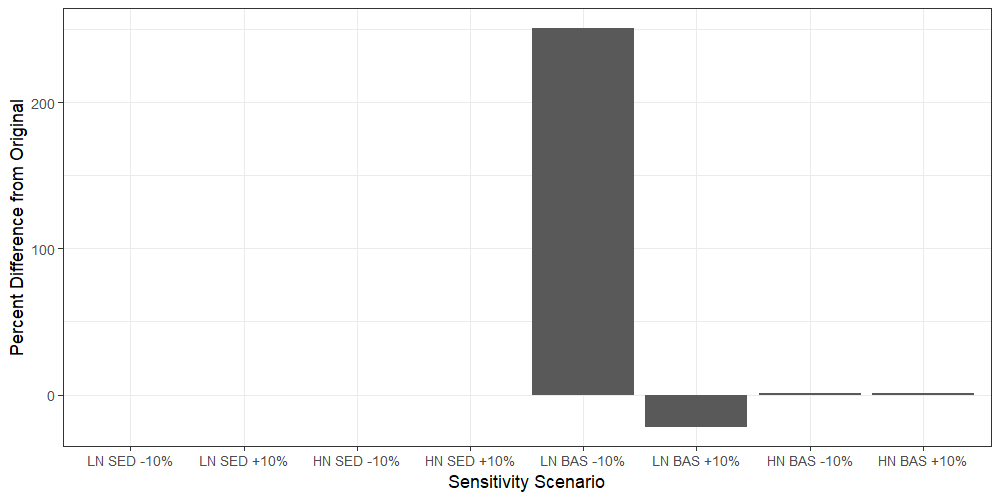 Percent Difference from Original
200
100
0
LN SED -10% LN SED +10% HN SED -10% HN SED +10% LN BAS -10% LN BAS +10% HN BAS -10% HN BAS +10%
Sensitivity Scenario